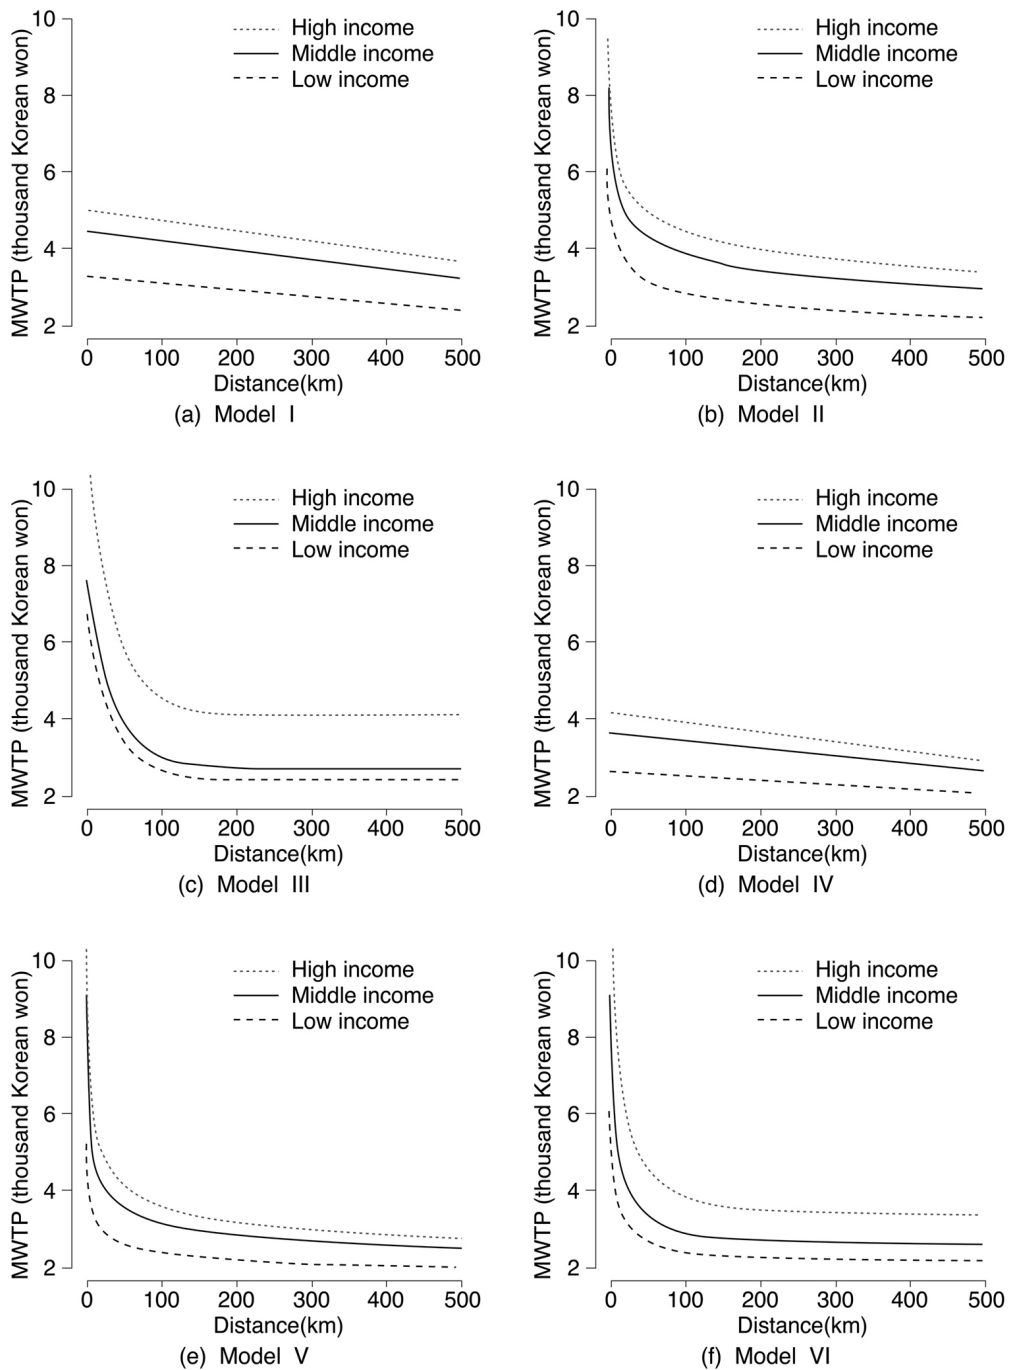 MWTP (thousand Korean won)
10
8
6
4
2
High income
Middle income
Low income
0 100 200 300 400 500
Distance(km)
(a) Model I
MWTP (thousand Korean won)
10
8
6
4
2
High income
Middle income
Low income
0 100 200 300 400 500
Distance(km)
(b) Model II
MWTP (thousand Korean won)
10
8
6
4
2
High income
Middle income
Low income
0 100 200 300 400 500
Distance(km)
(c) Model III
MWTP (thousand Korean won)
10
8
6
4
2
High income
Middle income
Low income
0 100 200 300 400 500
Distance(km)
(d) Model IV
MWTP (thousand Korean won)
10
8
6
4
2
High income
Middle income
Low income
0 100 200 300 400 500
Distance(km)
(e) Model V
MWTP (thousand Korean won)
10
8
6
4
2
High income
Middle income
Low income
0 100 200 300 400 500
Distance(km)
(f) Model VI